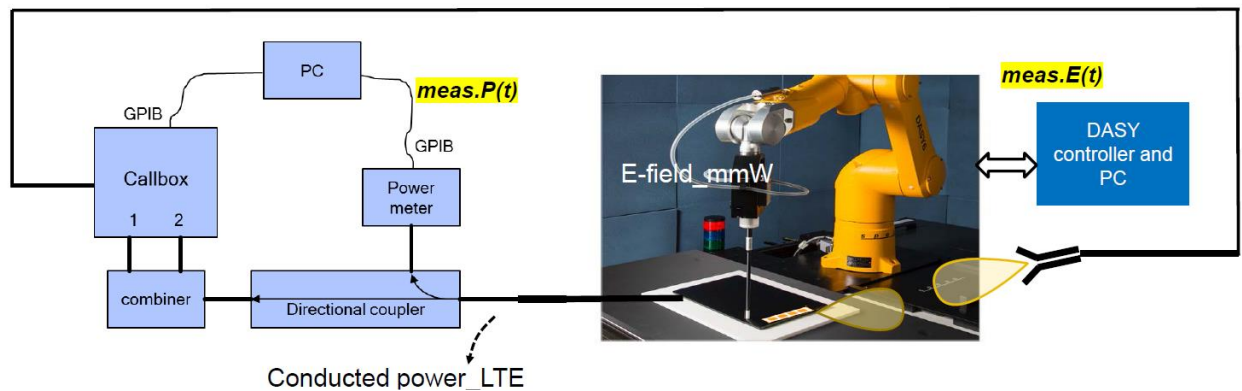 PC
meas.P(t)
meas.E(t)
GPIB
GPIB
Callbox
1 2
Power
meter
combiner
Directional coupler
Conducted power_LTE
E-field_mmW
DASY6
DASY
controller and
PC